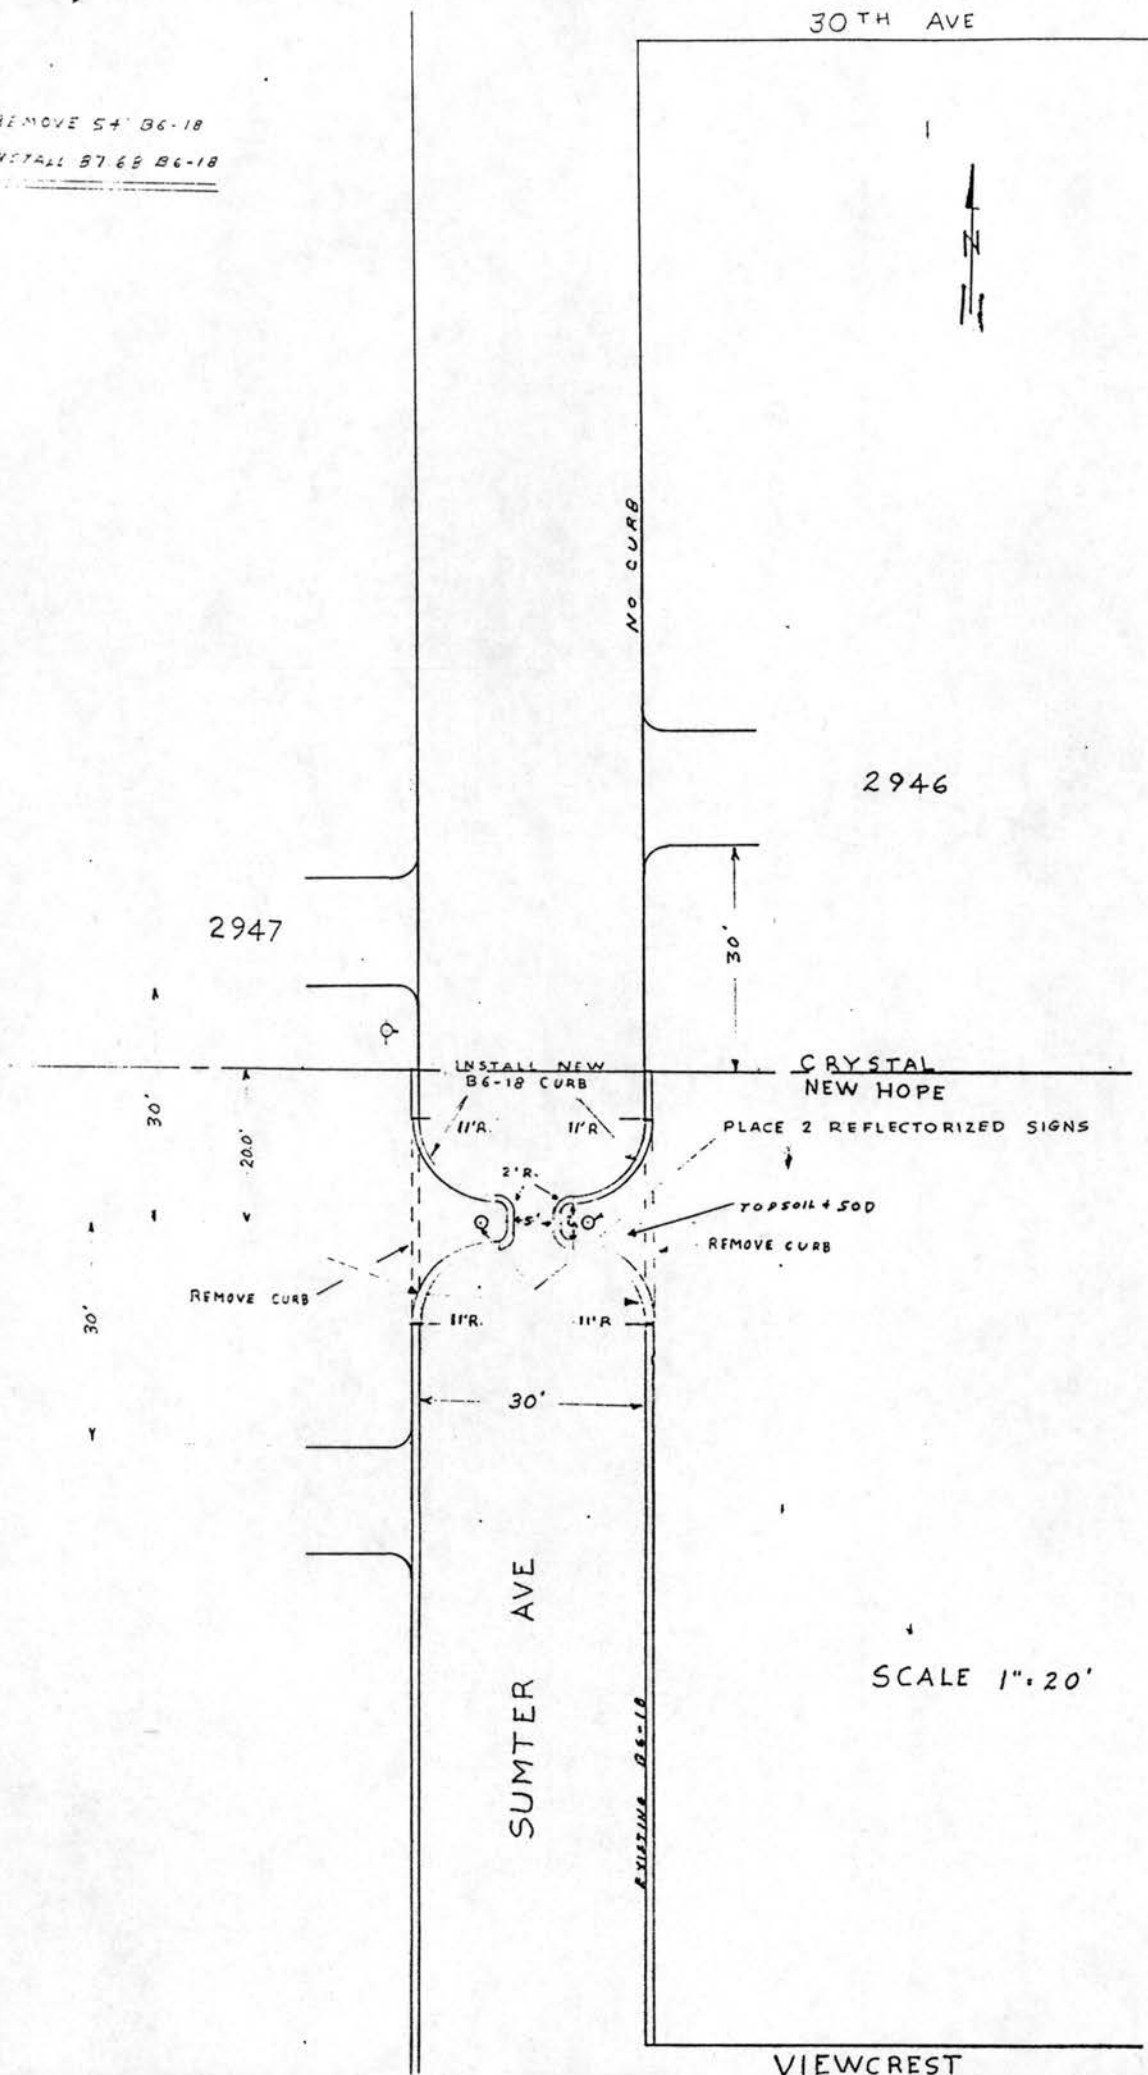 30TH AVE
REMOVE 54' B6-18
INSTALL 87.68 B6-18
N
NO CURB
2946
2947
30'
CRYSTAL
NEW HOPE
INSTALL NEW
B6-18 CURB
30'
20.0'
11'R.
11'R
PLACE 2 REFLECTORIZED SIGNS
2'R.
TOPSOIL & SOD
5'
REMOVE CURB
REMOVE CURB
30'
11'R.
11'R
30'
SUMTER AVE
SCALE 1"=20'
EXISTING B6-18
VIEWCREST